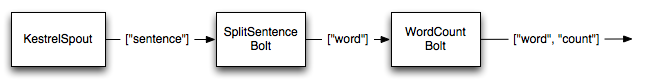 KestrelSpout
["sentence"]
SplitSentence
Bolt
["word"]
WordCount
Bolt
["word", "count"]